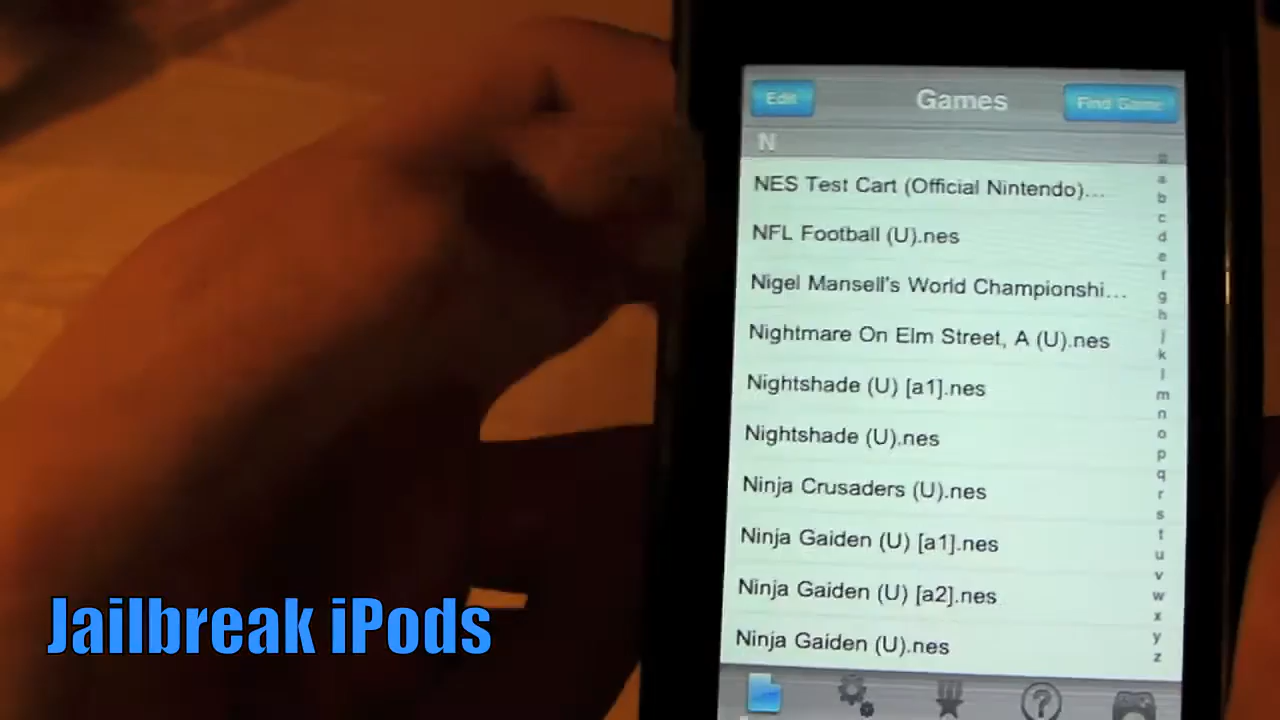 Edit
Games
Find Game
N
NES Test Cart (Official Nintendo)...
NFL Football (U).nes
Nigel Mansell's World Championshi...
Nightmare On Elm Street, A (U).nes
Nightshade (U) [a1].nes
Nightshade (U).nes
Ninja Crusaders (U).nes
Ninja Gaiden (U) [a1].nes
Ninja Gaiden (U) [a2].nes
Ninja Gaiden (U).nes
a
b
c
d
e
f
g
h
j
k
l
m
n
o
p
q
r
s
t
u
v
w
x
y
z
?
Jailbreak iPods